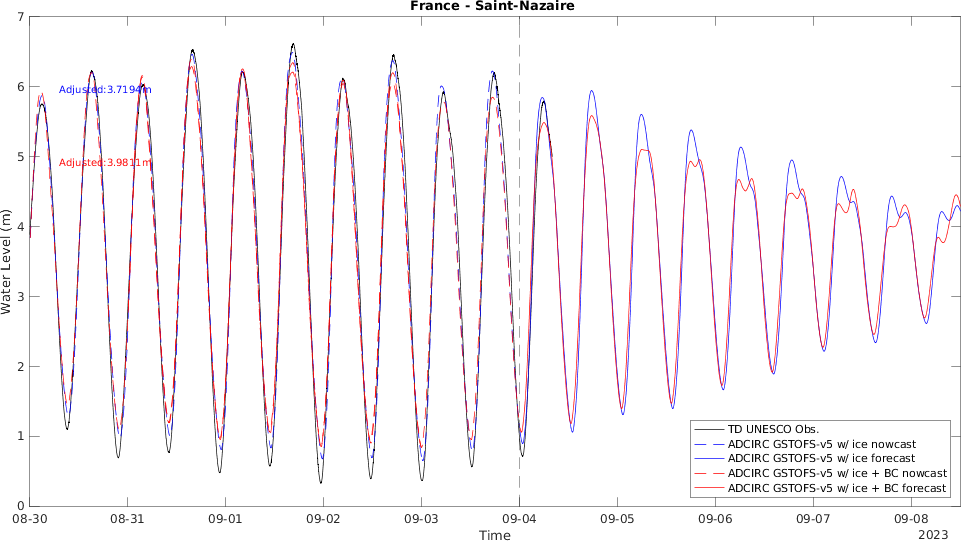 France - Saint-Nazaire
7
6
5
4
3
2
1
0
Water Level (m)
Adjusted:3.7194m
Adjusted:3.9811m
TD UNESCO Obs.
ADCIRC GSTOFS-v5 w/ ice nowcast
ADCIRC GSTOFS-v5 w/ ice forecast
ADCIRC GSTOFS-v5 w/ ice + BC nowcast
ADCIRC GSTOFS-v5 w/ ice + BC forecast
08-30 08-31 09-01 09-02 09-03 09-04 09-05 09-06 09-07 09-08
Time
2023